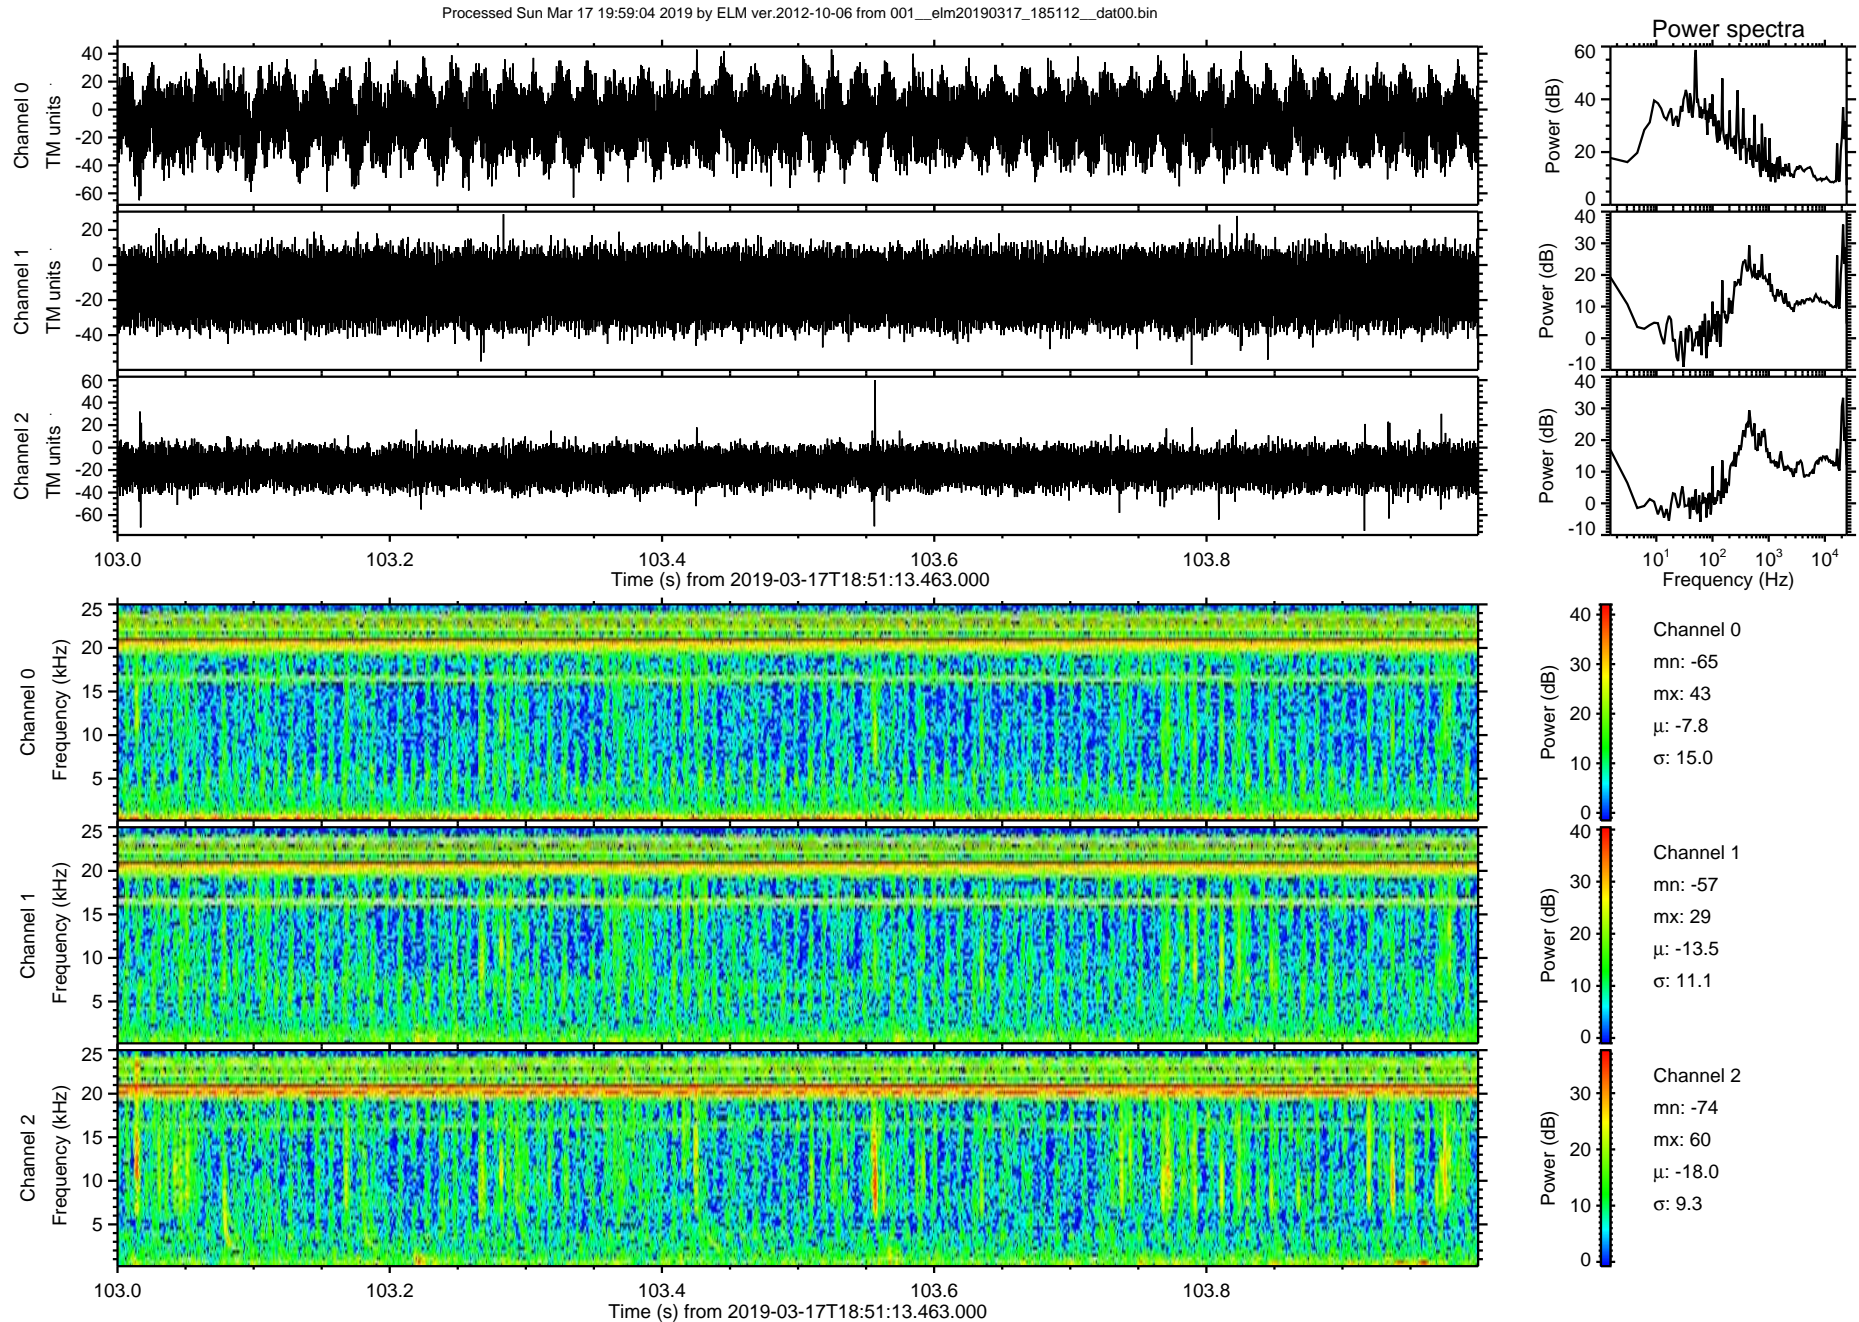 Processed Sun Mar 17 19:59:04 2019 by ELM ver.2012-10-06 from 001__elm20190317_185112__dat00.bin
Power spectra
Channel 0
TM units
40
20
0
-20
-40
-60
Power (dB)
60
40
20
0
Channel 1
TM units
20
0
-20
-40
Power (dB)
40
30
20
10
0
-10
Channel 2
TM units
60
40
20
0
-20
-40
-60
Power (dB)
40
30
20
10
0
-10
103.0 103.2 103.4 103.6 103.8
Time (s) from 2019-03-17T18:51:13.463.000
10^1 10^2 10^3 10^4
Frequency (Hz)
Channel 0
Frequency (kHz)
25
20
15
10
5
Power (dB)
40
30
20
10
0
Channel 0
mn: -65
mx: 43
μ: -7.8
σ: 15.0
Channel 1
Frequency (kHz)
25
20
15
10
5
Power (dB)
40
30
20
10
0
Channel 1
mn: -57
mx: 29
μ: -13.5
σ: 11.1
Channel 2
Frequency (kHz)
25
20
15
10
5
Power (dB)
30
20
10
0
Channel 2
mn: -74
mx: 60
μ: -18.0
σ: 9.3
103.0 103.2 103.4 103.6 103.8
Time (s) from 2019-03-17T18:51:13.463.000